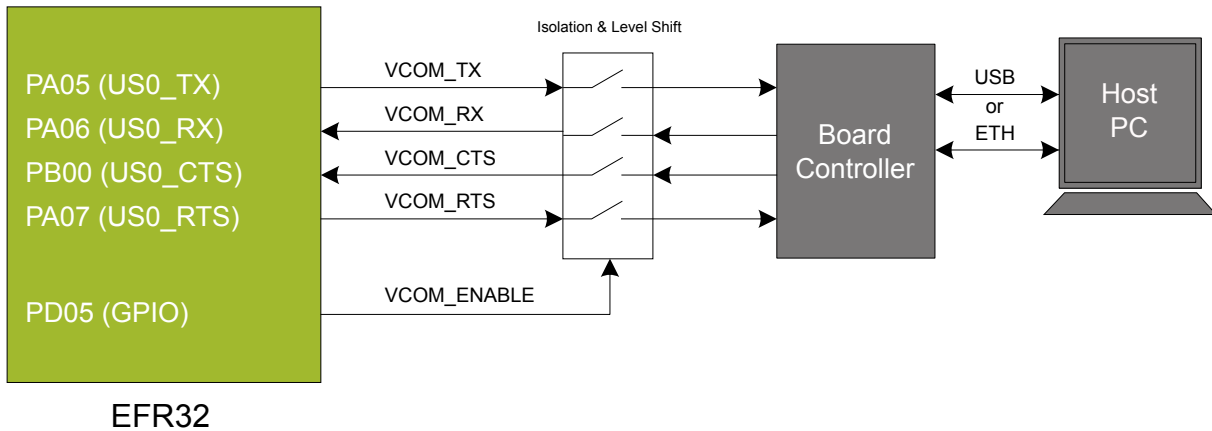 Isolation & Level Shift
PA05 (US0_TX)
VCOM_TX
PA06 (US0_RX)
VCOM_RX
PB00 (US0_CTS)
VCOM_CTS
PA07 (US0_RTS)
VCOM_RTS
PD05 (GPIO)
VCOM_ENABLE
Board
Controller
USB
or
ETH
Host
PC
EFR32